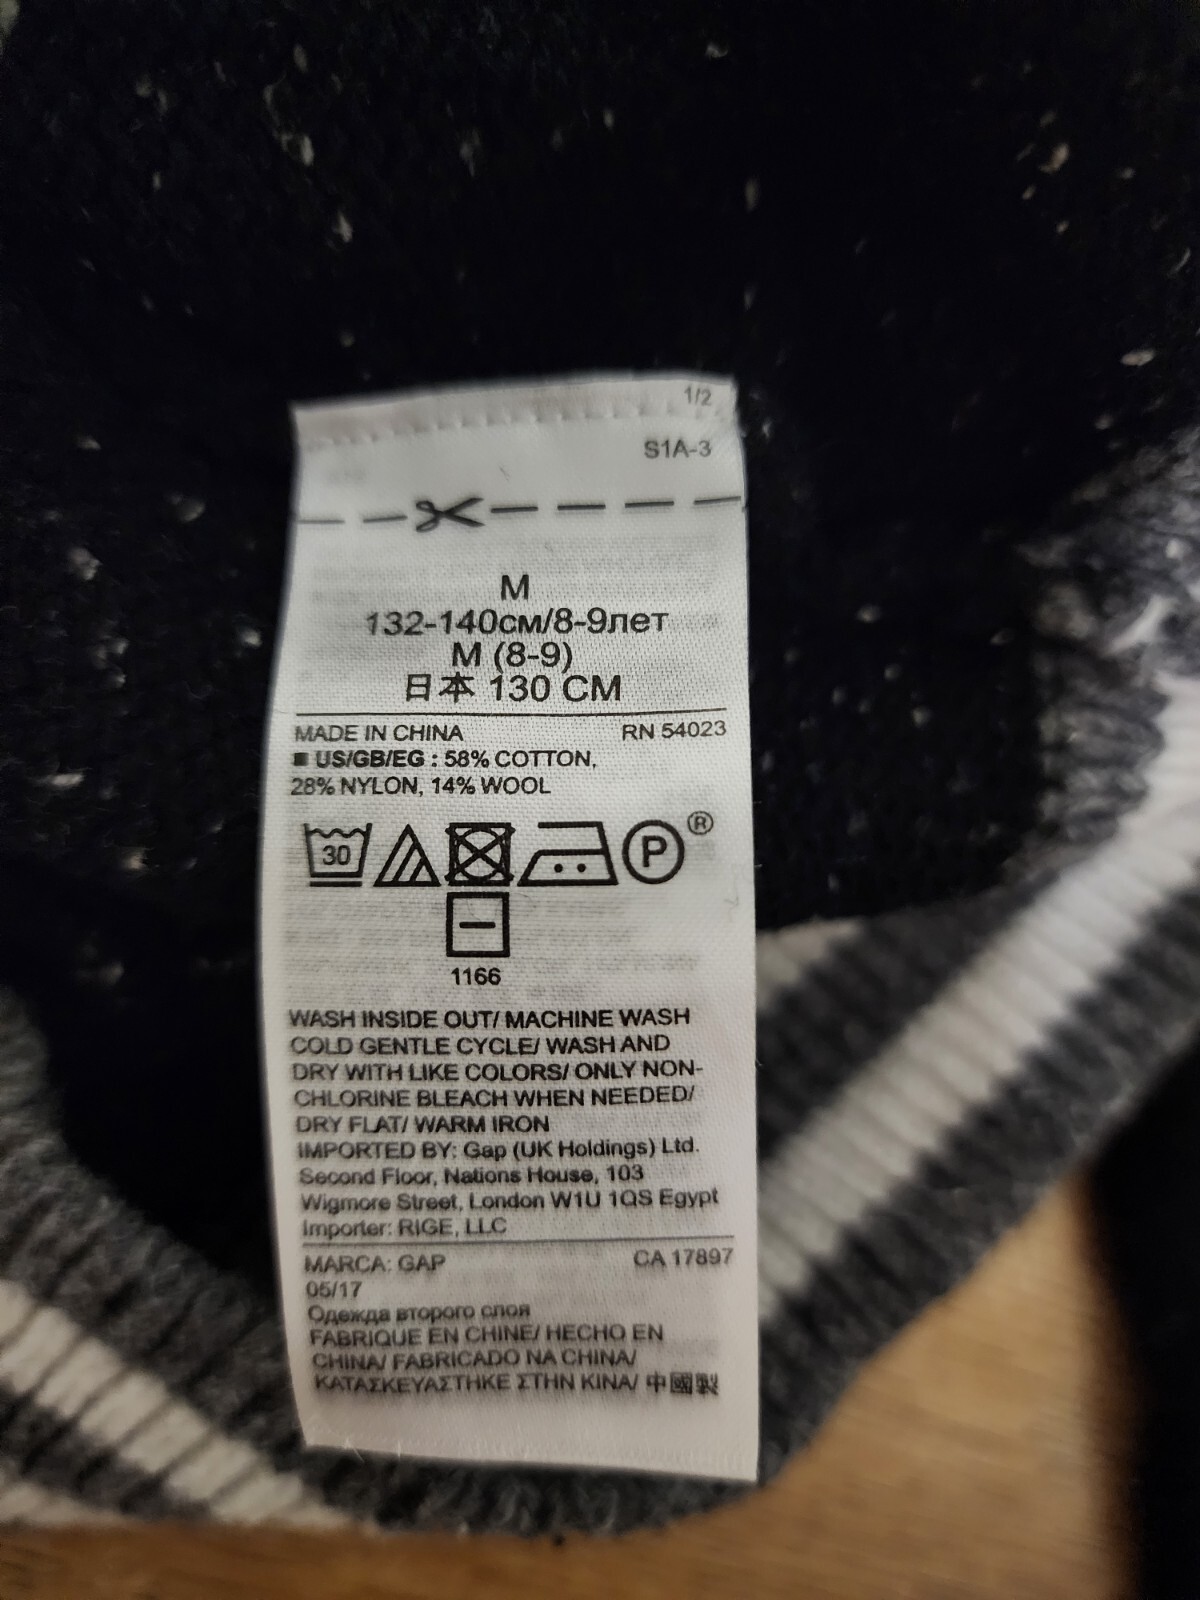 1/2
S1A-3
M
132-140см/8-9лет
M (8-9)
日本 130 CM
MADE IN CHINA RN 54023
■ US/GB/EG : 58% COTTON,
28% NYLON, 14% WOOL
30 P ®
1166
WASH INSIDE OUT/ MACHINE WASH
COLD GENTLE CYCLE/ WASH AND
DRY WITH LIKE COLORS/ ONLY NON-
CHLORINE BLEACH WHEN NEEDED/
DRY FLAT/ WARM IRON
IMPORTED BY: Gap (UK Holdings) Ltd.
Second Floor, Nations House, 103
Wigmore Street, London W1U 1QS Egypt
Importer: RIGE, LLC
MARCA: GAP CA 17897
05/17
Одежда второго слоя
FABRIQUE EN CHINE/ HECHO EN
CHINA/ FABRICADO NA CHINA/
ΚΑΤΑΣΚΕΥΑΣΤΗΚΕ ΣΤΗΝ ΚΙΝΑ/ 中國製